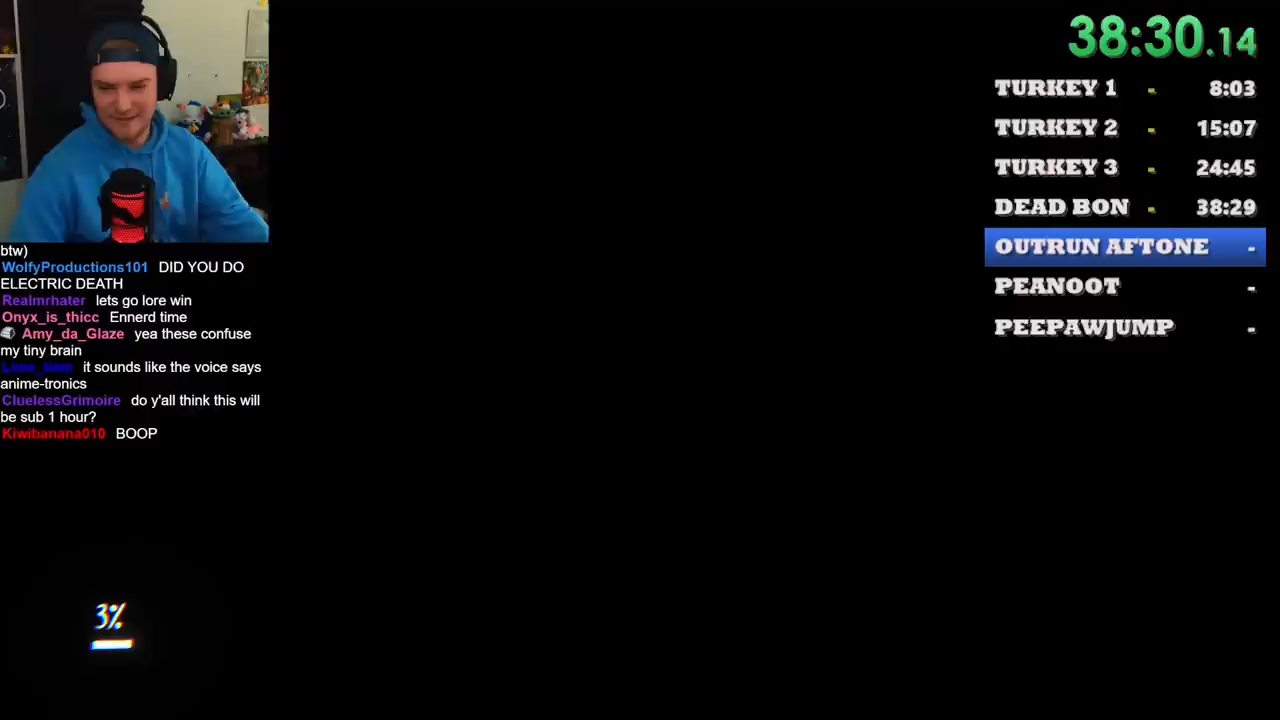 38:30.14
TURKEY 1 - 8:03
TURKEY 2 - 15:07
TURKEY 3 - 24:45
DEAD BON - 38:29
OUTRUN AFTONE -
PEANOOT -
PEEPAWJUMP -
btw)
WolfyProductions101 DID YOU DO
ELECTRIC DEATH
Realmrhater lets go lore win
Onyx_is_thicc Ennerd time
Amy_da_Glaze yea these confuse
my tiny brain
it sounds like the voice says
anime-tronics
CluelessGrimoire do y'all think this will
be sub 1 hour?
Kiwibanana010 BOOP
3%